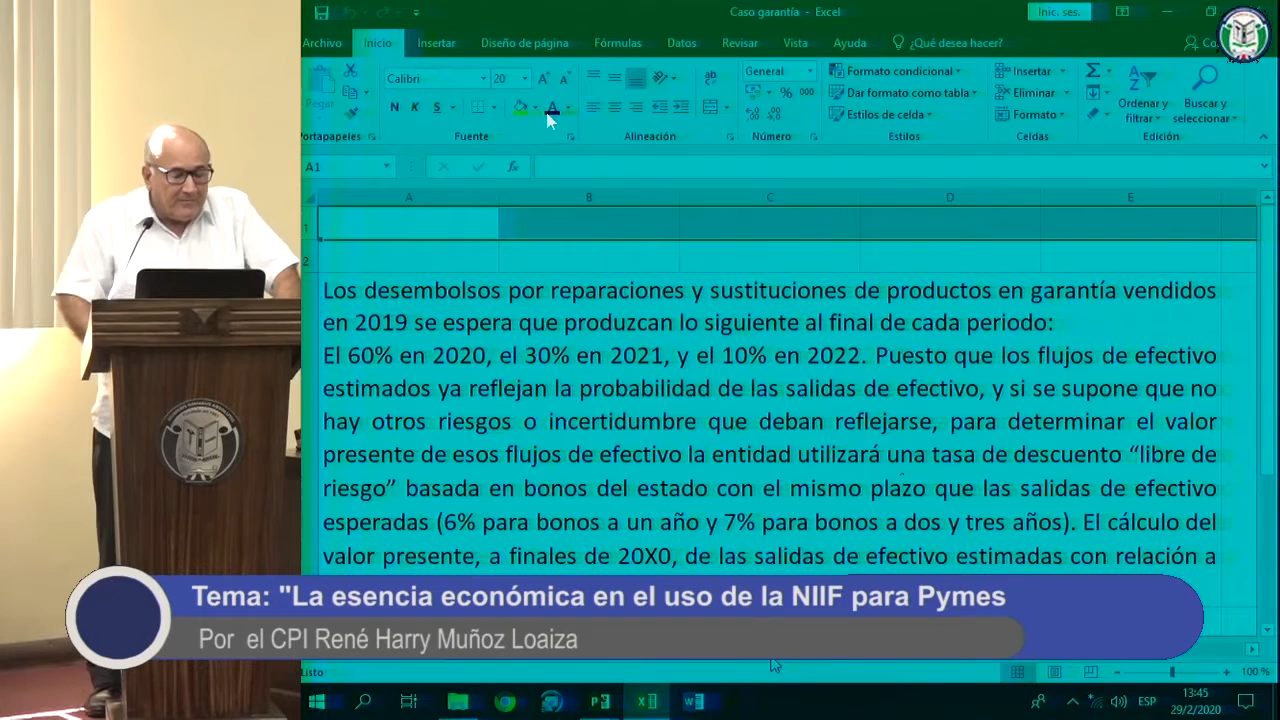 Caso garantía - Excel
Inic. ses.
Archivo Inicio Insertar Diseño de página Fórmulas Datos Revisar Vista Ayuda ¿Qué desea hacer?
Pegar
Calibri 20
N K S
General
% 000
Formato condicional
Dar formato como tabla
Estilos de celda
Insertar
Eliminar
Formato
Ordenar y filtrar
Buscar y seleccionar
Portapapeles Fuente Alineación Número Estilos Celdas Edición
A1 fx
A B C D E
1
2
Los desembolsos por reparaciones y sustituciones de productos en garantía vendidos
en 2019 se espera que produzcan lo siguiente al final de cada periodo:
El 60% en 2020, el 30% en 2021, y el 10% en 2022. Puesto que los flujos de efectivo
estimados ya reflejan la probabilidad de las salidas de efectivo, y si se supone que no
hay otros riesgos o incertidumbre que deban reflejarse, para determinar el valor
presente de esos flujos de efectivo la entidad utilizará una tasa de descuento “libre de
riesgo” basada en bonos del estado con el mismo plazo que las salidas de efectivo
esperadas (6% para bonos a un año y 7% para bonos a dos y tres años). El cálculo del
valor presente, a finales de 20X0, de las salidas de efectivo estimadas con relación a
Tema: "La esencia económica en el uso de la NIIF para Pymes
Por el CPI René Harry Muñoz Loaiza
Listo
100 %
ESP
13:45
29/2/2020